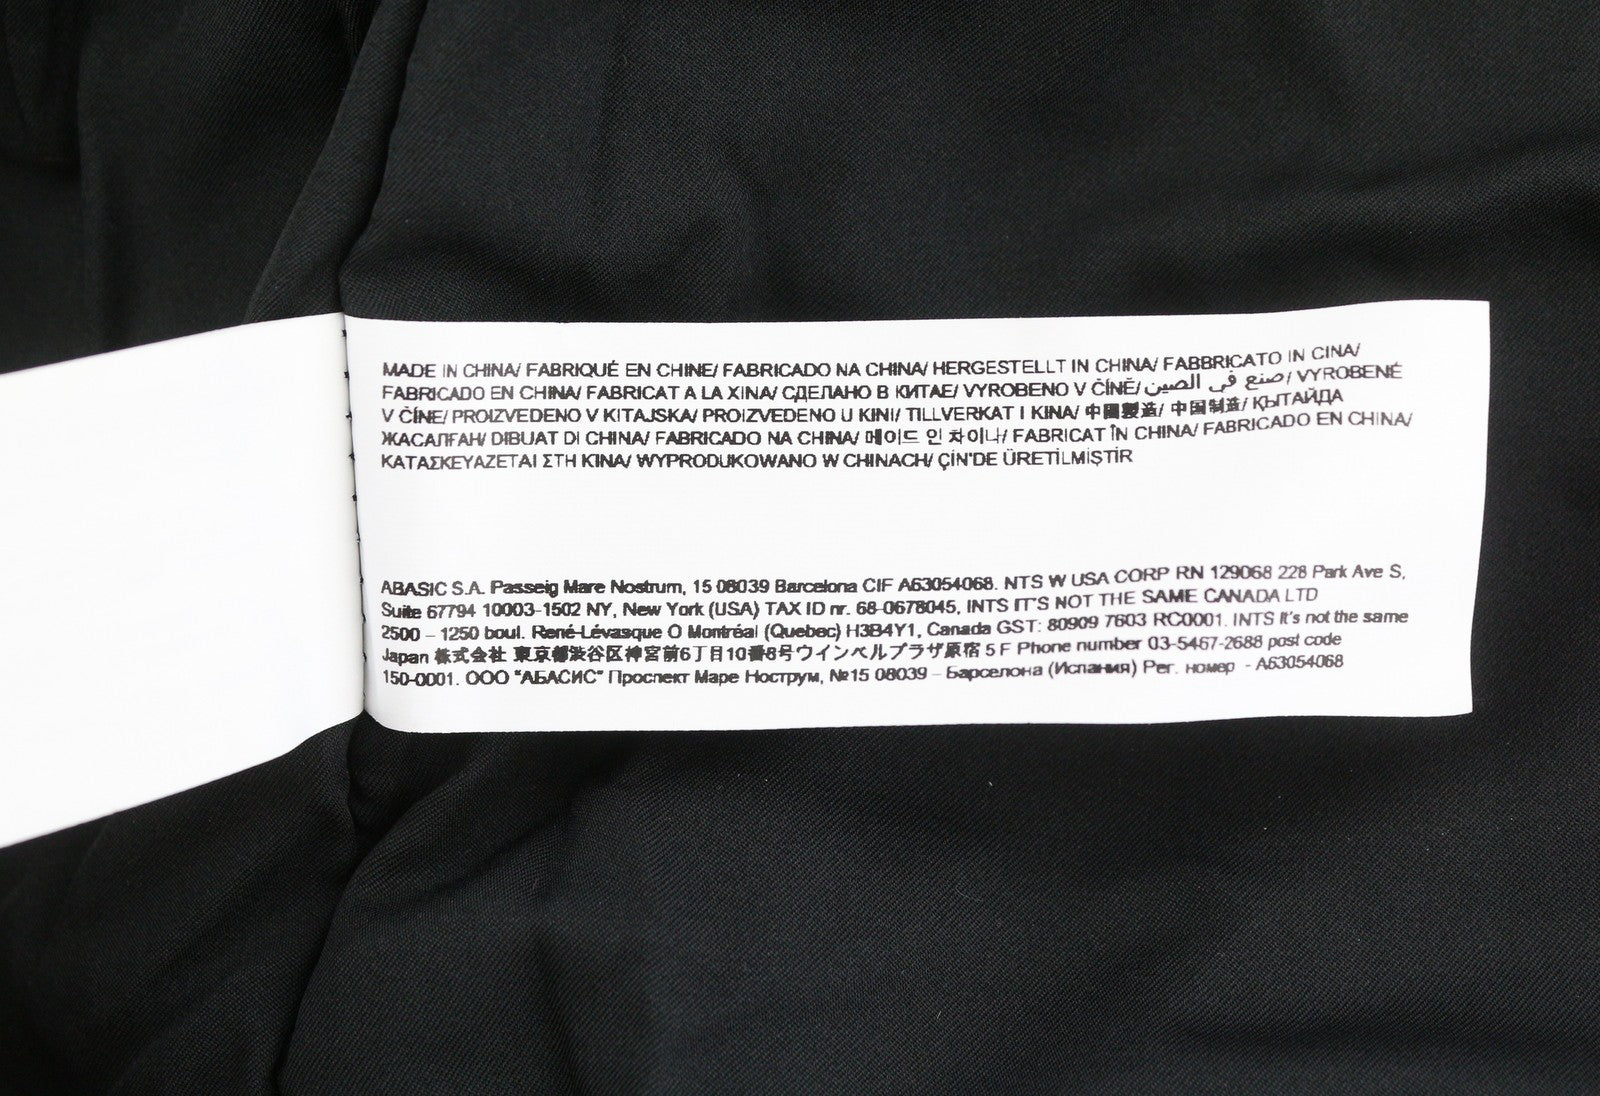 MADE IN CHINA/ FABRIQUÉ EN CHINE/ FABRICADO NA CHINA/ HERGESTELLT IN CHINA/ FABBRICATO IN CINA/
FABRICADO EN CHINA/ FABRICAT A LA XINA/ СДЕЛАНО В КИТАЕ/ VYROBENO V ČÍNĚ/ صنع في الصين/ VYROBENÉ
V ČÍNE/ PROIZVEDENO V KITAJSKA/ PROIZVEDENO U KINI/ TILLVERKAT I KINA/ 中國製造/ 中国制造/ ҚЫТАЙДА
ЖАСАЛҒАН/ DIBUAT DI CHINA/ FABRICADO NA CHINA/ 메이드 인 차이나/ FABRICAT ÎN CHINA/ FABRICADO EN CHINA/
ΚΑΤΑΣΚΕΥΑΖΕΤΑΙ ΣΤΗ ΚΙΝΑ/ WYPRODUKOWANO W CHINACH/ ÇİN'DE ÜRETİLMİŞTİR
ABASIC S.A. Passeig Mare Nostrum, 15 08039 Barcelona CIF A63054068. NTS W USA CORP RN 129068 228 Park Ave S,
Suite 67794 10003-1502 NY, New York (USA) TAX ID nr. 68-0678045, INTS IT'S NOT THE SAME CANADA LTD
2500 – 1250 boul. René-Lévasque O Montréal (Quebec) H3B4Y1, Canada GST: 80909 7603 RC0001. INTS It's not the same
Japan 株式会社 東京都渋谷区神宮前6丁目10番8号ウインベルプラザ原宿 5 F Phone number 03-5467-2688 post code
150-0001. ООО "АБАСИС" Проспект Маре Нострум, №15 08039 – Барселона (Испания) Рег. номер - A63054068